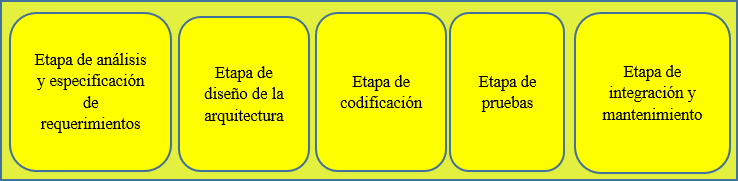 Etapa de análisis
y especificación
de
requerimientos
Etapa de
diseño de la
arquitectura
Etapa de
codificación
Etapa de
pruebas
Etapa de
integración y
mantenimiento